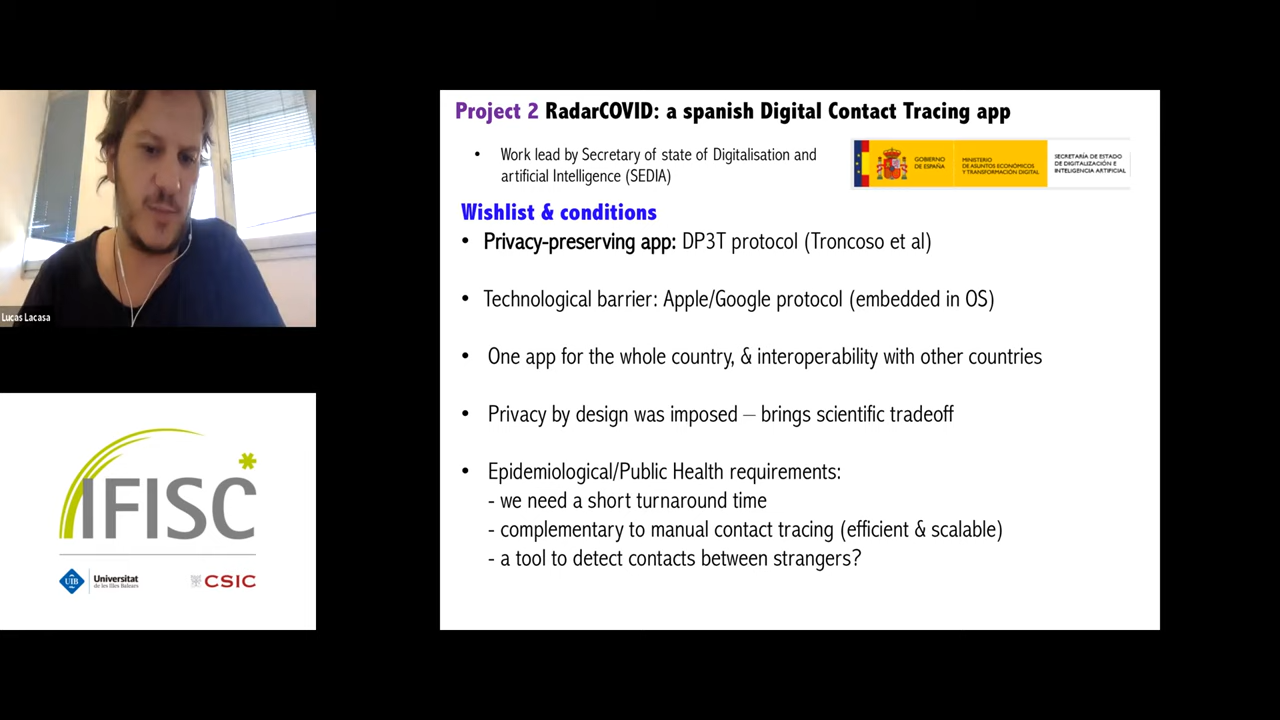 Lucas Lacasa
IFISC
UIB
Universitat
de les Illes Balears
CSIC
Project 2 RadarCOVID: a spanish Digital Contact Tracing app
• Work lead by Secretary of state of Digitalisation and
artificial Intelligence (SEDIA)
GOBIERNO
DE ESPAÑA
MINISTERIO
DE ASUNTOS ECONÓMICOS
Y TRANSFORMACIÓN DIGITAL
SECRETARÍA DE ESTADO
DE DIGITALIZACIÓN E
INTELIGENCIA ARTIFICIAL
Wishlist & conditions
• Privacy-preserving app: DP3T protocol (Troncoso et al)
• Technological barrier: Apple/Google protocol (embedded in OS)
• One app for the whole country, & interoperability with other countries
• Privacy by design was imposed – brings scientific tradeoff
• Epidemiological/Public Health requirements:
- we need a short turnaround time
- complementary to manual contact tracing (efficient & scalable)
- a tool to detect contacts between strangers?